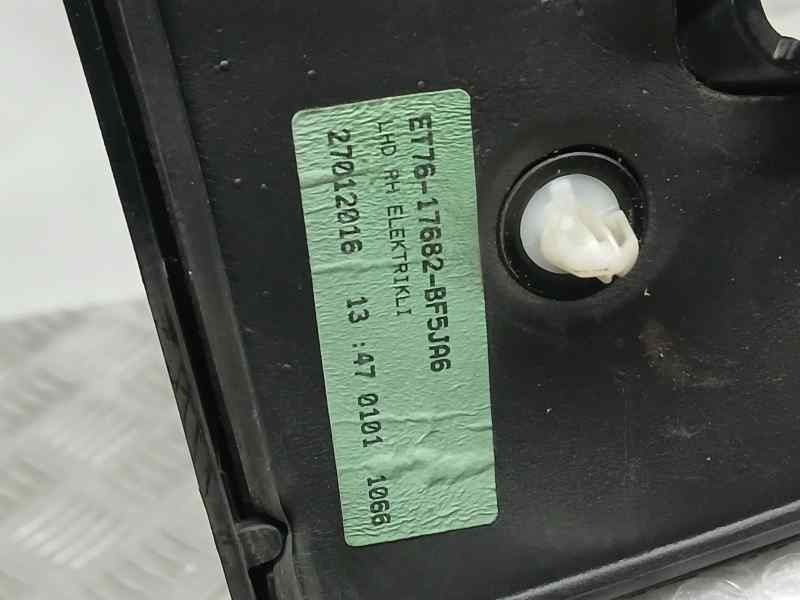 ET76-17682-BF5JA6
LHD RH ELEKTRIKLI
27012016 13:47 0101 1066